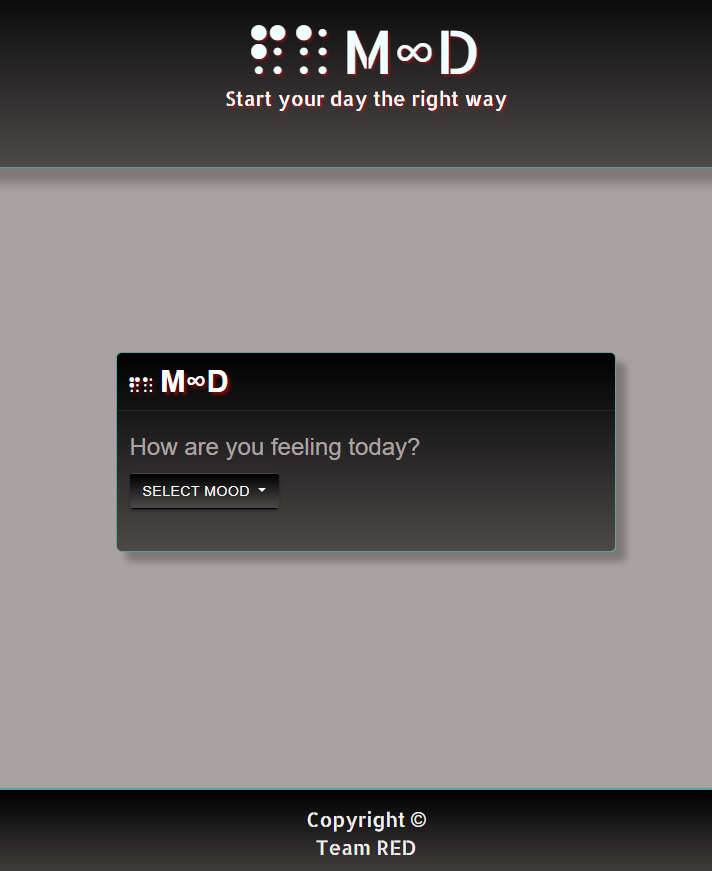 ⠋⠁ M∞D
Start your day the right way
⠋⠁ M∞D
How are you feeling today?
SELECT MOOD
Copyright ©
Team RED